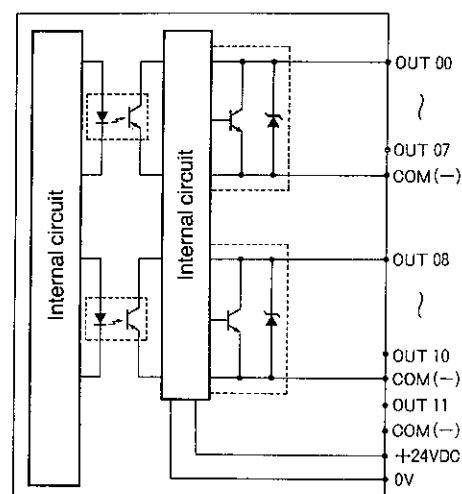 Internal circuit
Internal circuit
OUT 00
~
OUT 07
COM(−)
OUT 08
~
OUT 10
COM(−)
OUT 11
COM(−)
+24VDC
0V